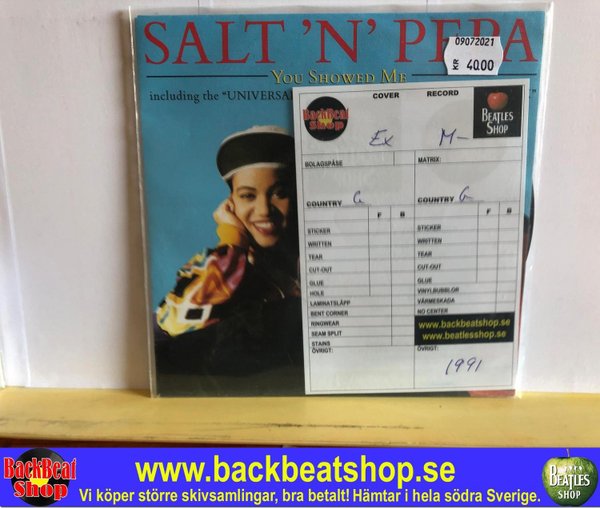 SALT 'N' PEPA
09072021
KR 40.00
YOU SHOWED ME
including the "UNIVERSA
BackBeat Shop
COVER RECORD
BEATLES SHOP
Ex M-
BOLAGSPÅSE MATRIX:
COUNTRY G COUNTRY G
F B F B
STICKER STICKER
WRITTEN WRITTEN
TEAR TEAR
CUT-OUT CUT-OUT
GLUE GLUE
HOLE VINYLBUBBLOR
LAMINATSLÄPP VÄRMESKADA
BENT CORNER NO CENTER
RINGWEAR www.backbeatshop.se
SEAM SPLIT www.beatlesshop.se
STAINS
ÖVRIGT: ÖVRIGT:
1991
BackBeat Shop
www.backbeatshop.se
Vi köper större skivsamlingar, bra betalt! Hämtar i hela södra Sverige.
BEATLES SHOP